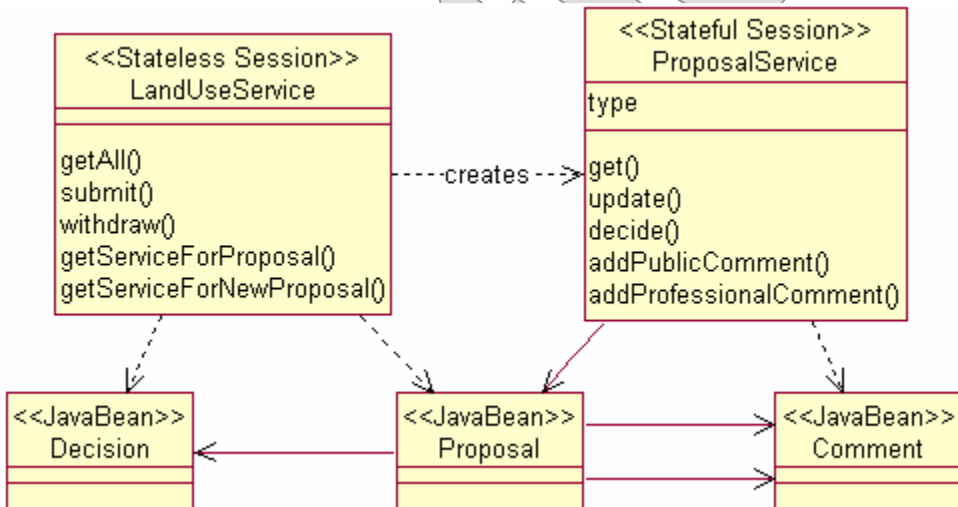 <<Stateless Session>>
LandUseService
getAll()
submit()
withdraw()
getServiceForProposal()
getServiceForNewProposal()
creates
<<Stateful Session>>
ProposalService
type
get()
update()
decide()
addPublicComment()
addProfessionalComment()
<<JavaBean>>
Decision
<<JavaBean>>
Proposal
<<JavaBean>>
Comment